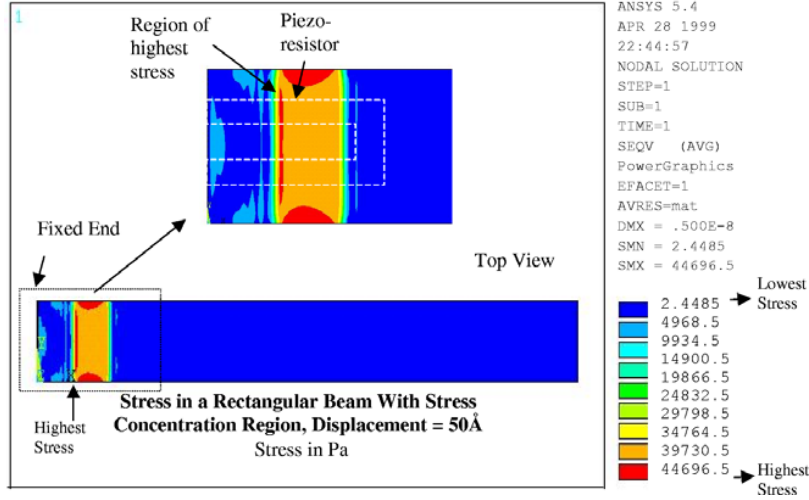 1
Region of
highest
stress
Piezo-
resistor
Fixed End
Top View
Highest
Stress
Stress in a Rectangular Beam With Stress
Concentration Region, Displacement = 50Å
Stress in Pa
ANSYS 5.4
APR 28 1999
22:44:57
NODAL SOLUTION
STEP=1
SUB=1
TIME=1
SEQV (AVG)
PowerGraphics
EFACET=1
AVRES=mat
DMX = .500E-8
SMN = 2.4485
SMX = 44696.5
2.4485
4968.5
9934.5
14900.5
19866.5
24832.5
29798.5
34764.5
39730.5
44696.5
Lowest
Stress
Highest
Stress